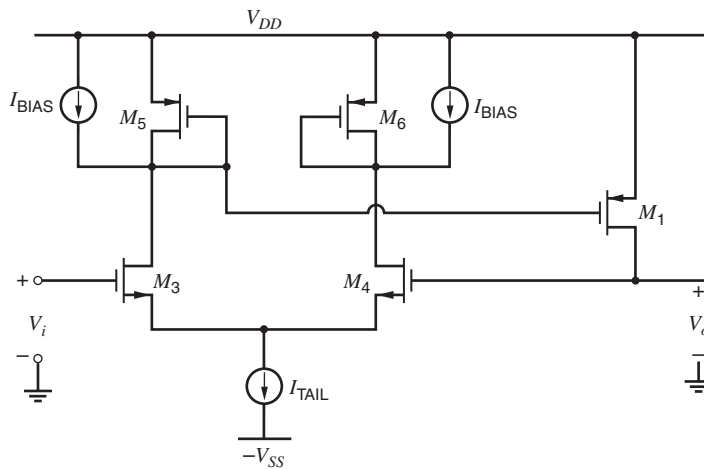 V_DD
I_BIAS M_5 M_6 I_BIAS
M_1
+ M_3 M_4 +
V_i V_o
− I_TAIL −
−V_SS